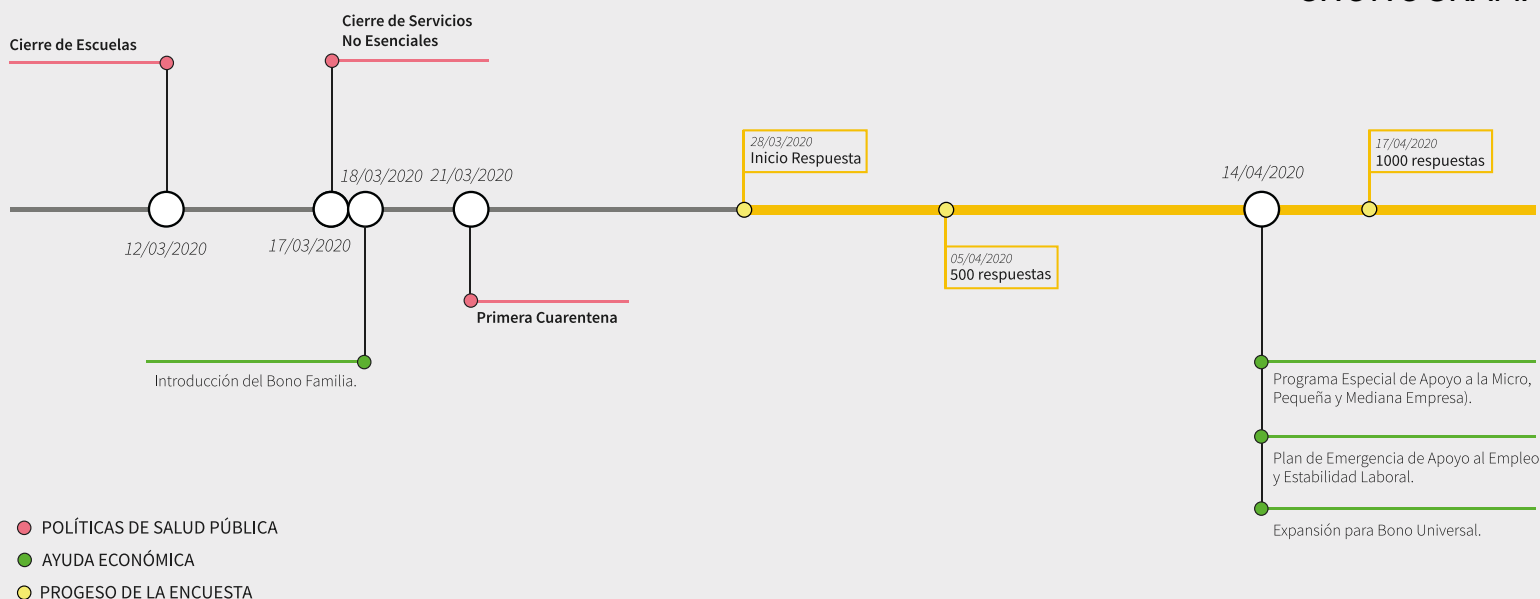 Cierre de Escuelas
Cierre de Servicios
No Esenciales
12/03/2020
17/03/2020
18/03/2020
21/03/2020
Introducción del Bono Familia.
Primera Cuarentena
28/03/2020
Inicio Respuesta
05/04/2020
500 respuestas
14/04/2020
17/04/2020
1000 respuestas
Programa Especial de Apoyo a la Micro,
Pequeña y Mediana Empresa).
Plan de Emergencia de Apoyo al Empleo
y Estabilidad Laboral.
Expansión para Bono Universal.
POLÍTICAS DE SALUD PÚBLICA
AYUDA ECONÓMICA
PROGESO DE LA ENCUESTA